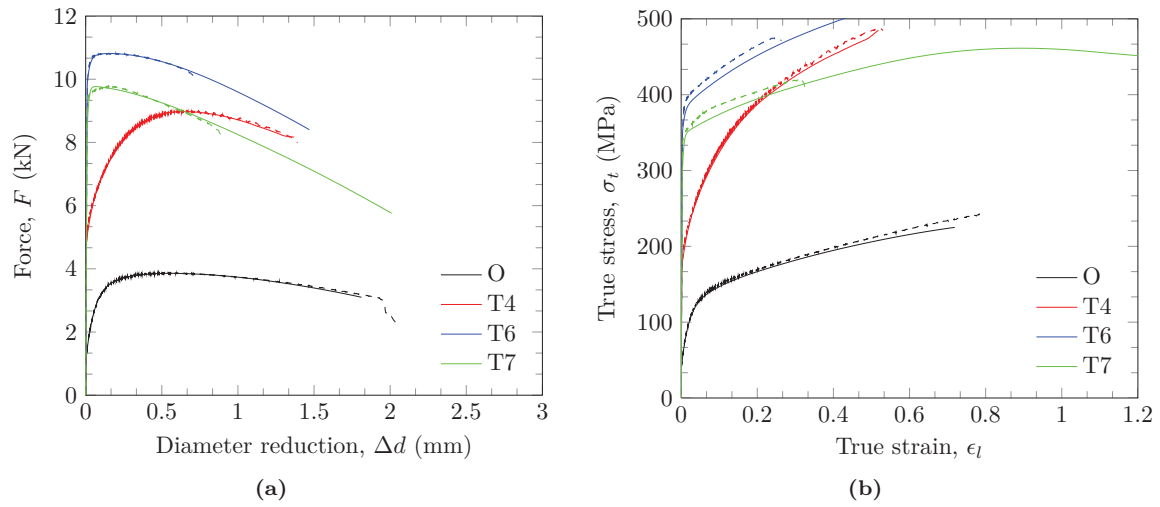 12
10
8
6
4
2
0
Force, F (kN)
0 0.5 1 1.5 2 2.5 3
Diameter reduction, Δd (mm)
O
T4
T6
T7
(a)
500
400
300
200
100
0
True stress, σt (MPa)
0 0.2 0.4 0.6 0.8 1 1.2
True strain, ϵl
O
T4
T6
T7
(b)